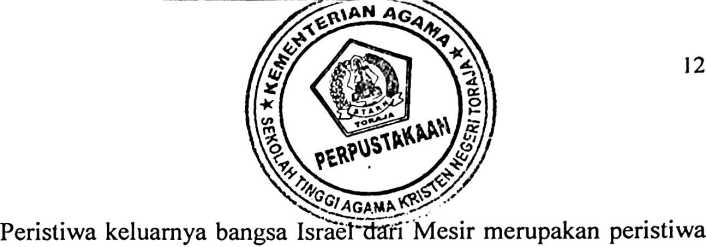 KEMENTERIAN AGAMA
12
STAKN
TORAJA
PERPUSTAKAAN
SEKOLAH TINGGI AGAMA KRISTEN NEGERI TORAJA
Peristiwa keluarnya bangsa Israel dari Mesir merupakan peristiwa